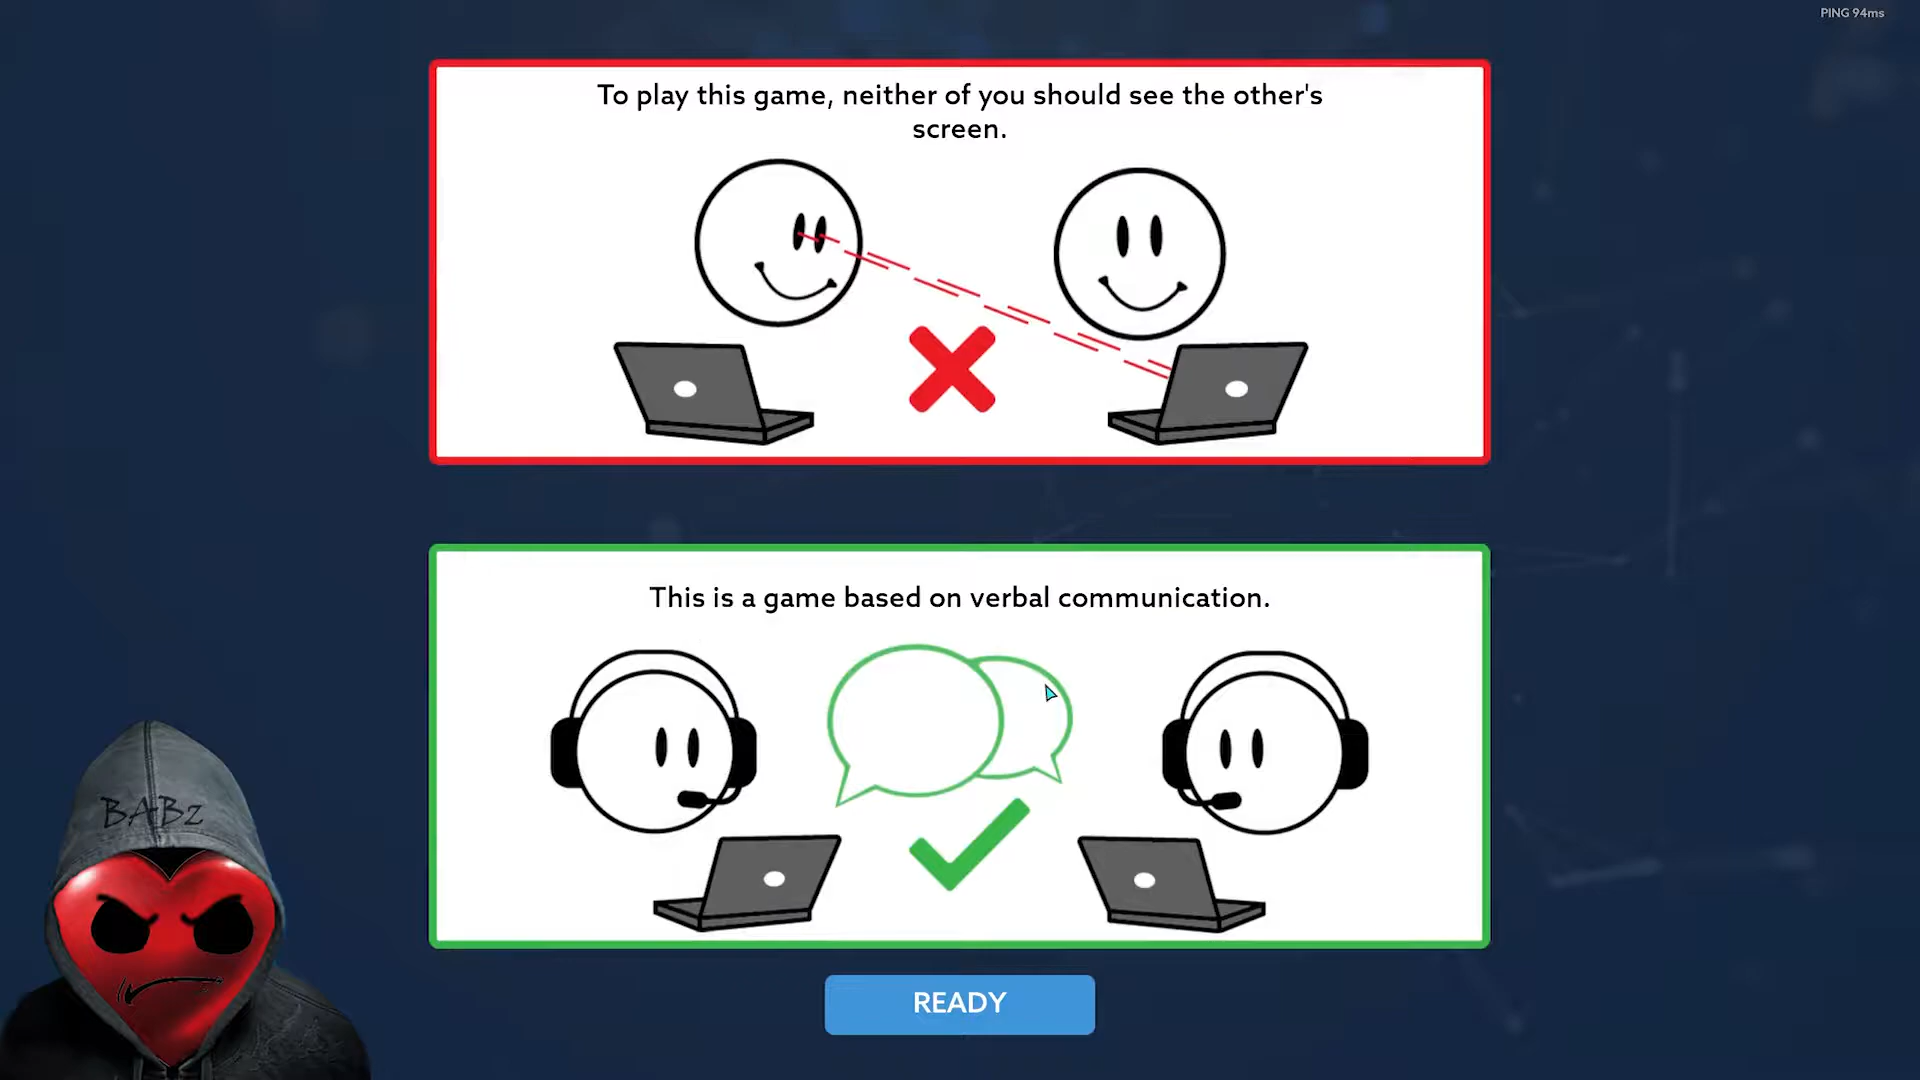 PING 94ms
To play this game, neither of you should see the other's
screen.
This is a game based on verbal communication.
BABz
READY